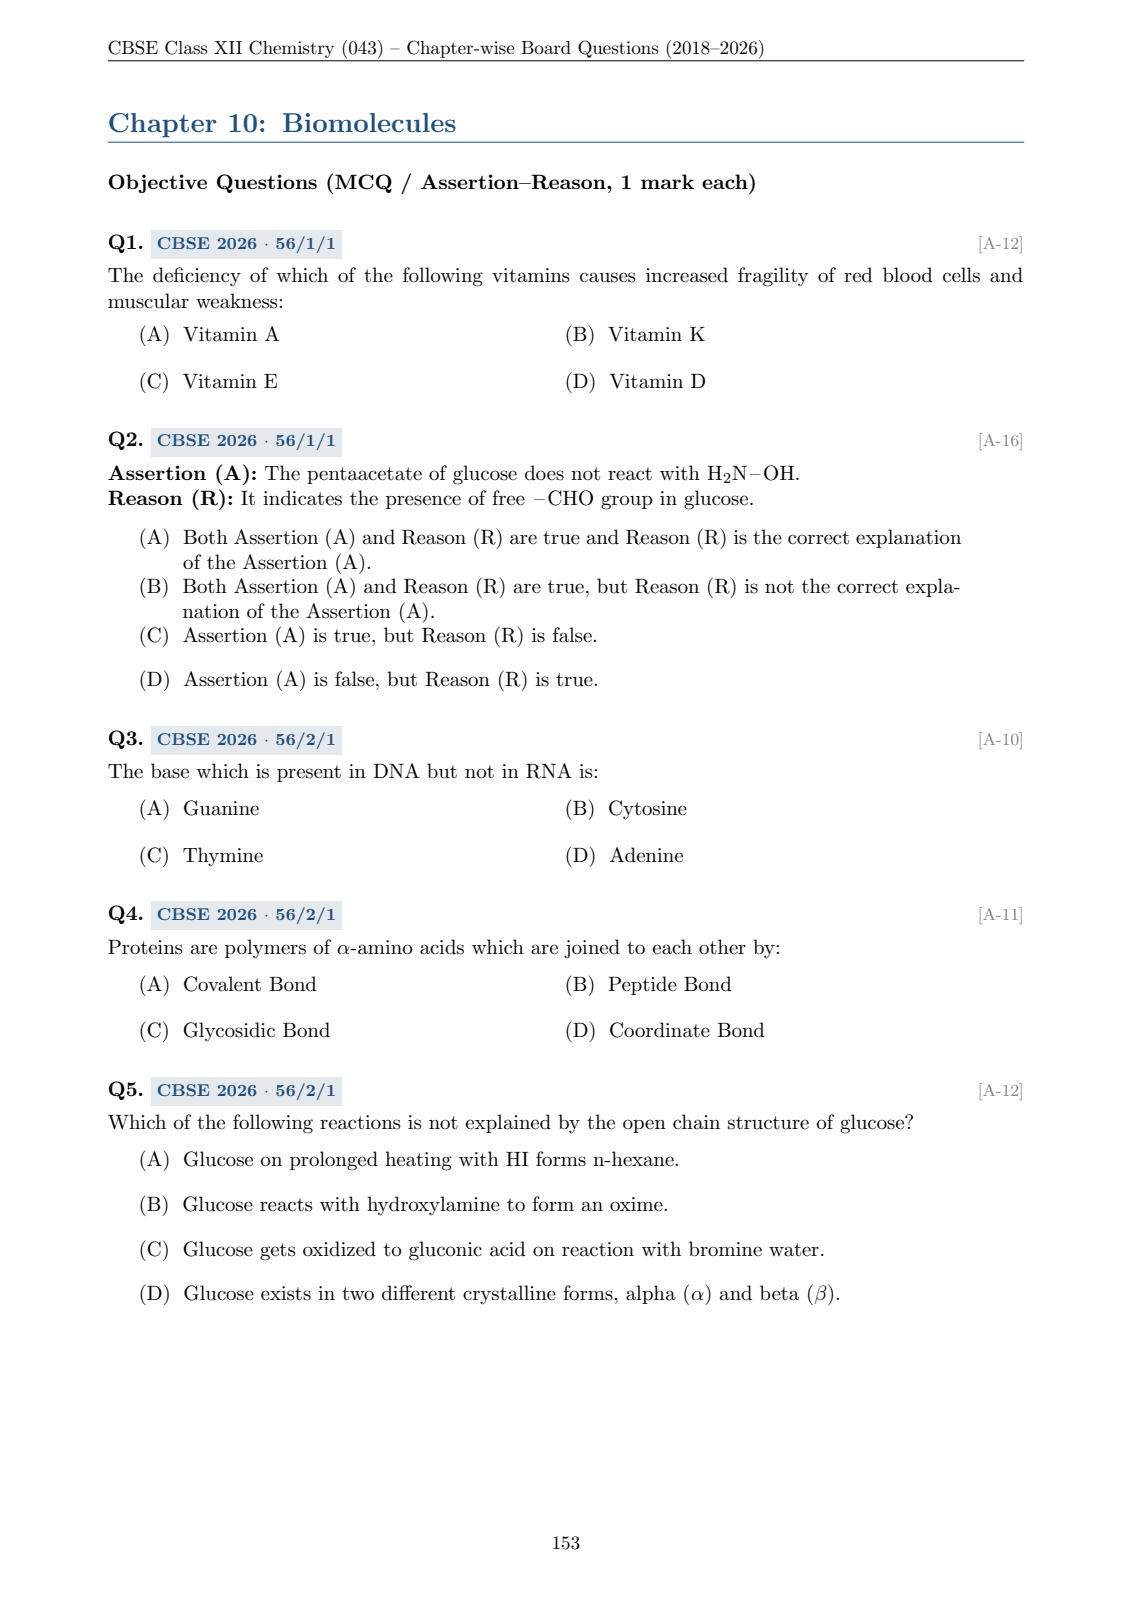 CBSE Class XII Chemistry (043) – Chapter-wise Board Questions (2018–2026)
Chapter 10: Biomolecules
Objective Questions (MCQ / Assertion–Reason, 1 mark each)
Q1. CBSE 2026 · 56/1/1 [A-12]
The deficiency of which of the following vitamins causes increased fragility of red blood cells and
muscular weakness:
(A) Vitamin A (B) Vitamin K
(C) Vitamin E (D) Vitamin D
Q2. CBSE 2026 · 56/1/1 [A-16]
Assertion (A): The pentaacetate of glucose does not react with H₂N–OH.
Reason (R): It indicates the presence of free –CHO group in glucose.
(A) Both Assertion (A) and Reason (R) are true and Reason (R) is the correct explanation
of the Assertion (A).
(B) Both Assertion (A) and Reason (R) are true, but Reason (R) is not the correct expla-
nation of the Assertion (A).
(C) Assertion (A) is true, but Reason (R) is false.
(D) Assertion (A) is false, but Reason (R) is true.
Q3. CBSE 2026 · 56/2/1 [A-10]
The base which is present in DNA but not in RNA is:
(A) Guanine (B) Cytosine
(C) Thymine (D) Adenine
Q4. CBSE 2026 · 56/2/1 [A-11]
Proteins are polymers of α-amino acids which are joined to each other by:
(A) Covalent Bond (B) Peptide Bond
(C) Glycosidic Bond (D) Coordinate Bond
Q5. CBSE 2026 · 56/2/1 [A-12]
Which of the following reactions is not explained by the open chain structure of glucose?
(A) Glucose on prolonged heating with HI forms n-hexane.
(B) Glucose reacts with hydroxylamine to form an oxime.
(C) Glucose gets oxidized to gluconic acid on reaction with bromine water.
(D) Glucose exists in two different crystalline forms, alpha (α) and beta (β).
153